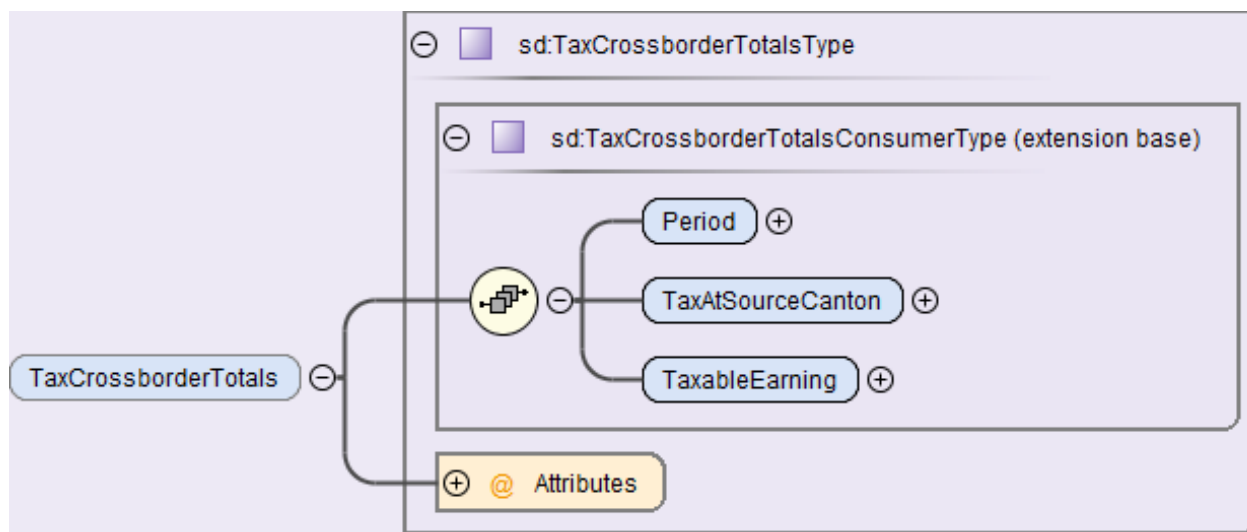 sd:TaxCrossborderTotalsType
sd:TaxCrossborderTotalsConsumerType (extension base)
Period
TaxAtSourceCanton
TaxableEarning
TaxCrossborderTotals
@ Attributes